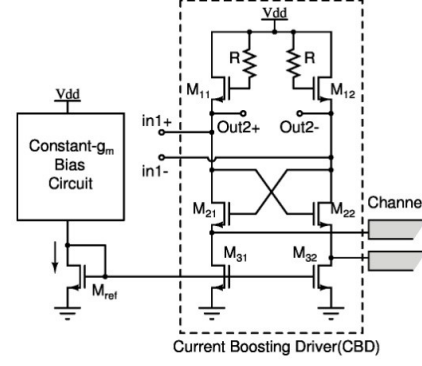 Vdd
R
R
M11
M12
Vdd
in1+
Out2+
Out2-
Constant-gm
Bias
Circuit
in1-
M21
M22
Channe
M31
M32
Mref
Current Boosting Driver(CBD)